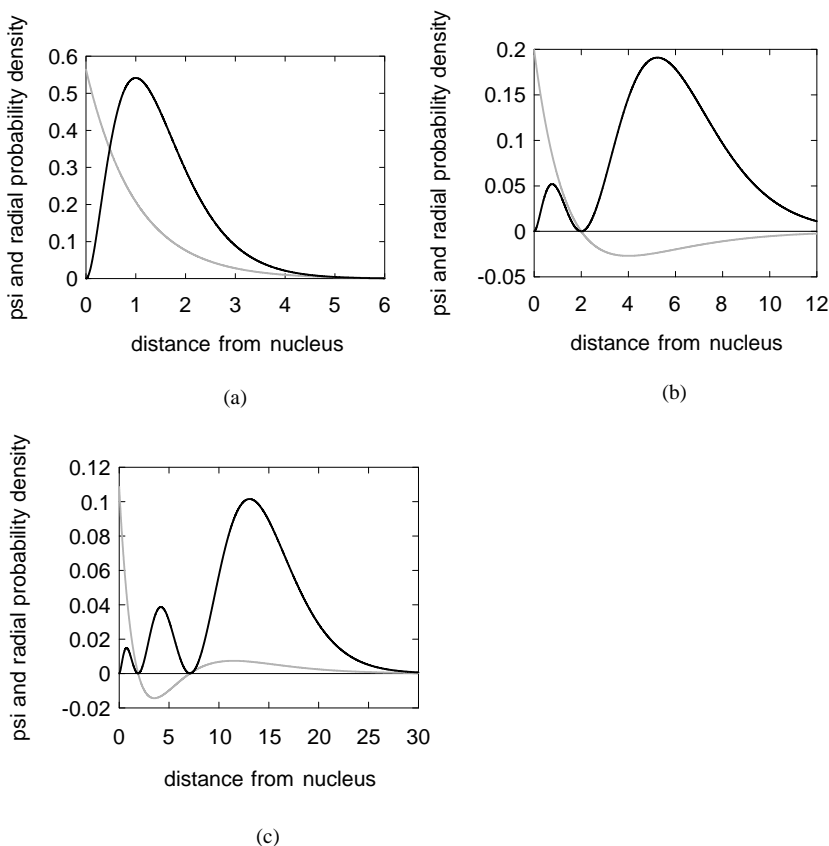 psi and radial probability density
0.6
0.5
0.4
0.3
0.2
0.1
0
0 1 2 3 4 5 6
distance from nucleus
(a)
psi and radial probability density
0.2
0.15
0.1
0.05
0
-0.05
0 2 4 6 8 10 12
distance from nucleus
(b)
psi and radial probability density
0.12
0.1
0.08
0.06
0.04
0.02
0
-0.02
0 5 10 15 20 25 30
distance from nucleus
(c)